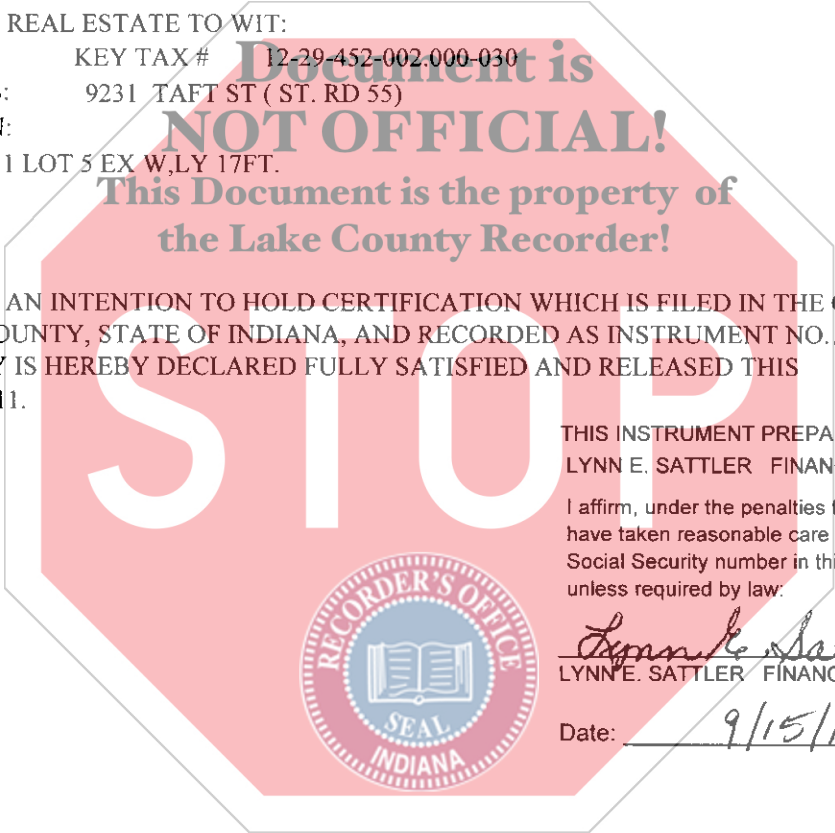 REAL ESTATE TO WIT:
KEY TAX # 12-29-452-002.000-030
Document is
9231 TAFT ST ( ST. RD 55)
NOT OFFICIAL!
1 LOT 5 EX W,LY 17FT.
This Document is the property of
the Lake County Recorder!
AN INTENTION TO HOLD CERTIFICATION WHICH IS FILED IN THE
OUNTY, STATE OF INDIANA, AND RECORDED AS INSTRUMENT NO.
Y IS HEREBY DECLARED FULLY SATISFIED AND RELEASED THIS
11.
STOP!
THIS INSTRUMENT PREPA
LYNN E. SATTLER FINAN
I affirm, under the penalties
have taken reasonable care
Social Security number in thi
unless required by law:
Lynn E. Sa
LYNN E. SATTLER FINANC
Date: 9/15/1
RECORDER'S OFFICE
SEAL
INDIANA